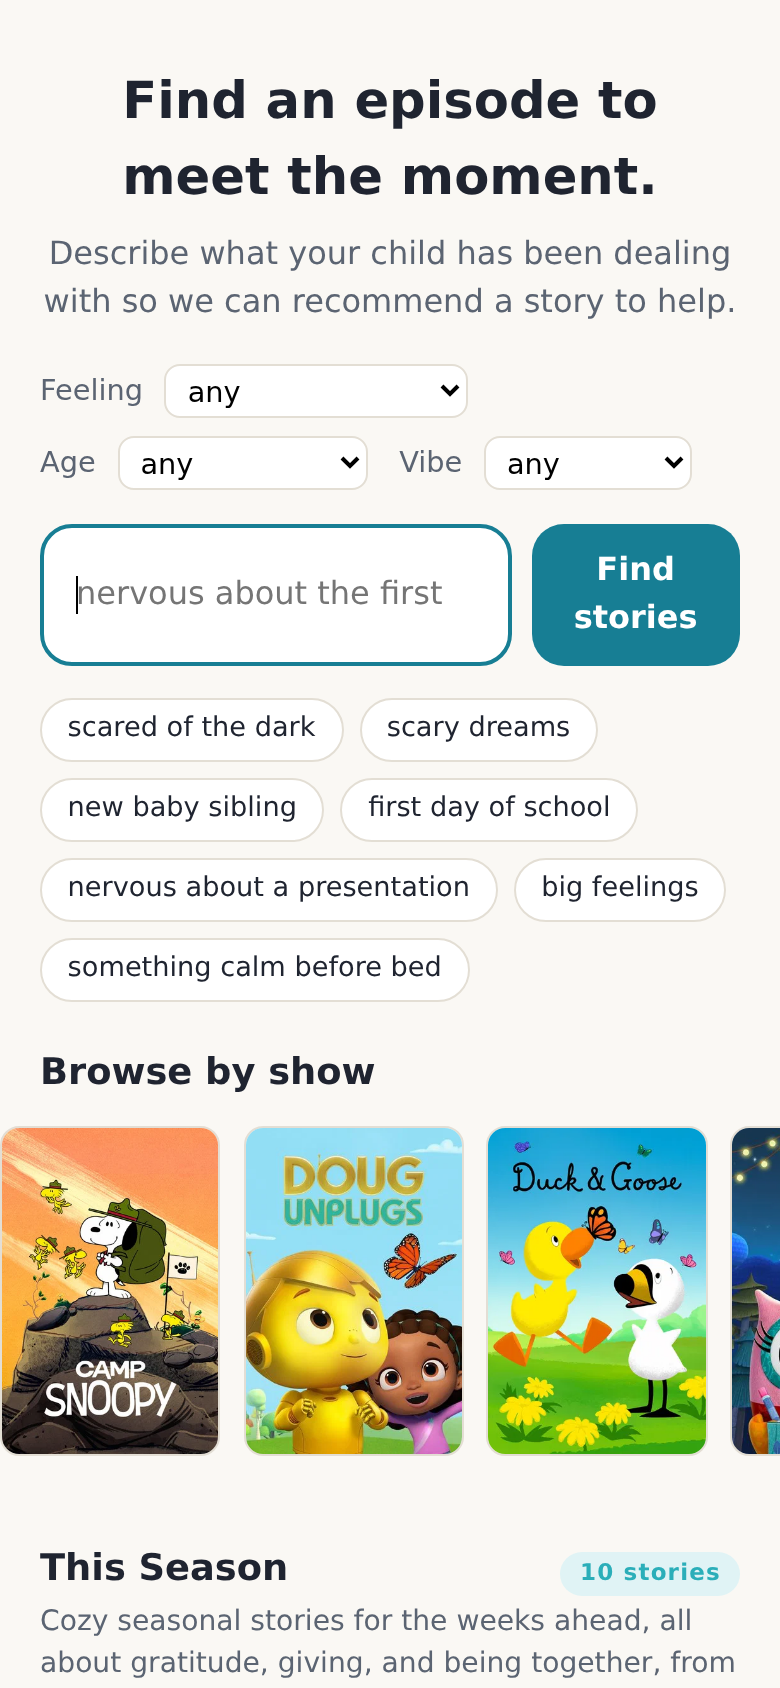 Find an episode to
meet the moment.
Describe what your child has been dealing
with so we can recommend a story to help.
Feeling any
Age any Vibe any
nervous about the first
Find
stories
scared of the dark scary dreams
new baby sibling first day of school
nervous about a presentation big feelings
something calm before bed
Browse by show
CAMP
SNOOPY
DOUG
UNPLUGS
Duck & Goose
This Season 10 stories
Cozy seasonal stories for the weeks ahead, all
about gratitude, giving, and being together, from